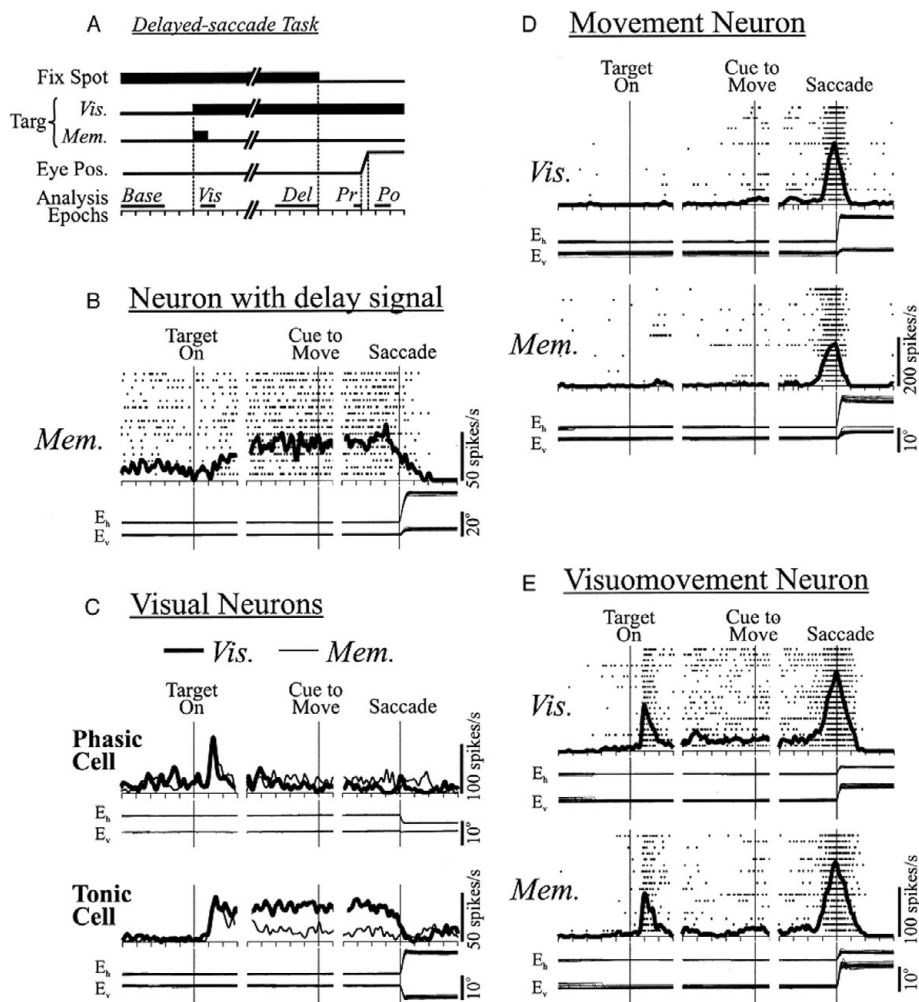 A Delayed-saccade Task
Fix Spot
Targ { Vis.
Mem.
Eye Pos.
Analysis Epochs Base Vis Del Pr Po
B Neuron with delay signal
Target On Cue to Move Saccade
Mem.
50 spikes/s
Eh
Ev
20°
C Visual Neurons
Vis. Mem.
Target On Cue to Move Saccade
Phasic Cell
100 spikes/s
Eh
Ev
10°
Tonic Cell
50 spikes/s
Eh
Ev
10°
D Movement Neuron
Target On Cue to Move Saccade
Vis.
Eh
Ev
Mem.
200 spikes/s
Eh
Ev
10°
E Visuomovement Neuron
Target On Cue to Move Saccade
Vis.
Eh
Ev
Mem.
100 spikes/s
Eh
Ev
10°